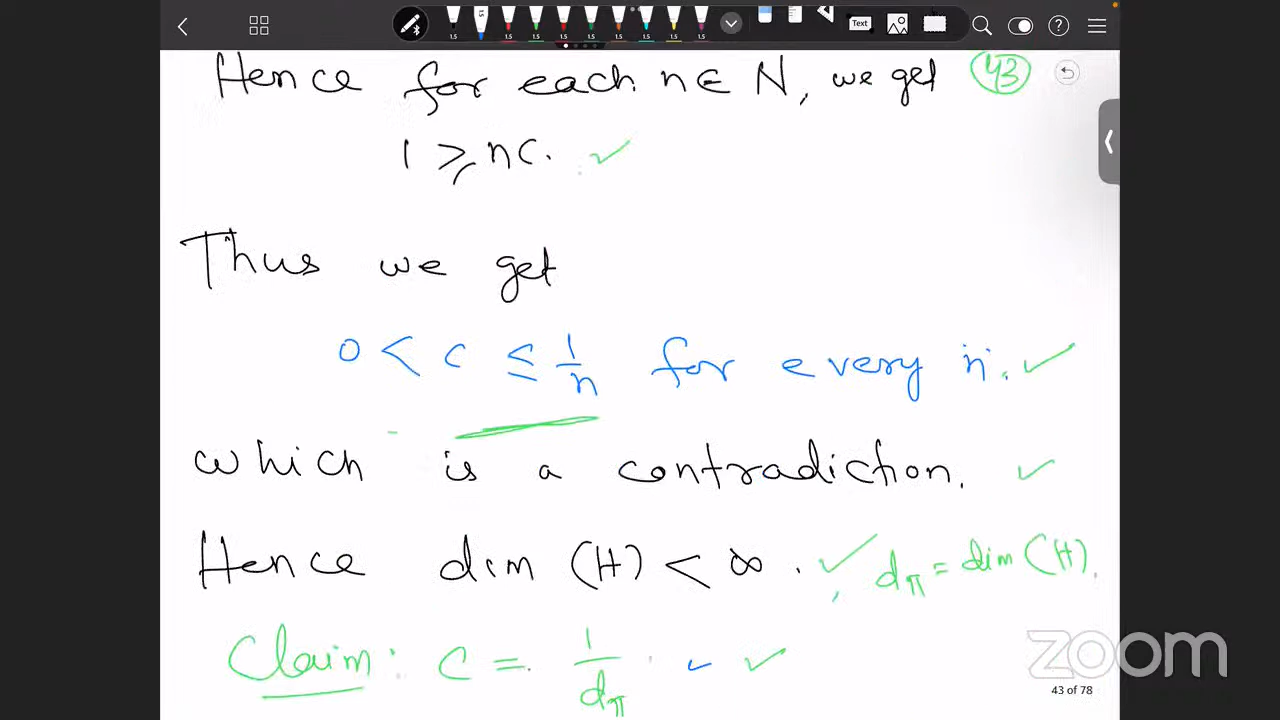 Text
Hence for each n ∈ N, we get 43
1 ≥ nc. ✓
Thus we get
0 < c ≤ 1/n for every n. ✓
which is a contradiction. ✓
Hence dim (H) < ∞. ✓, dπ = dim (H).
Claim: C = 1/dπ. ✓ ✓
zoom
43 of 78